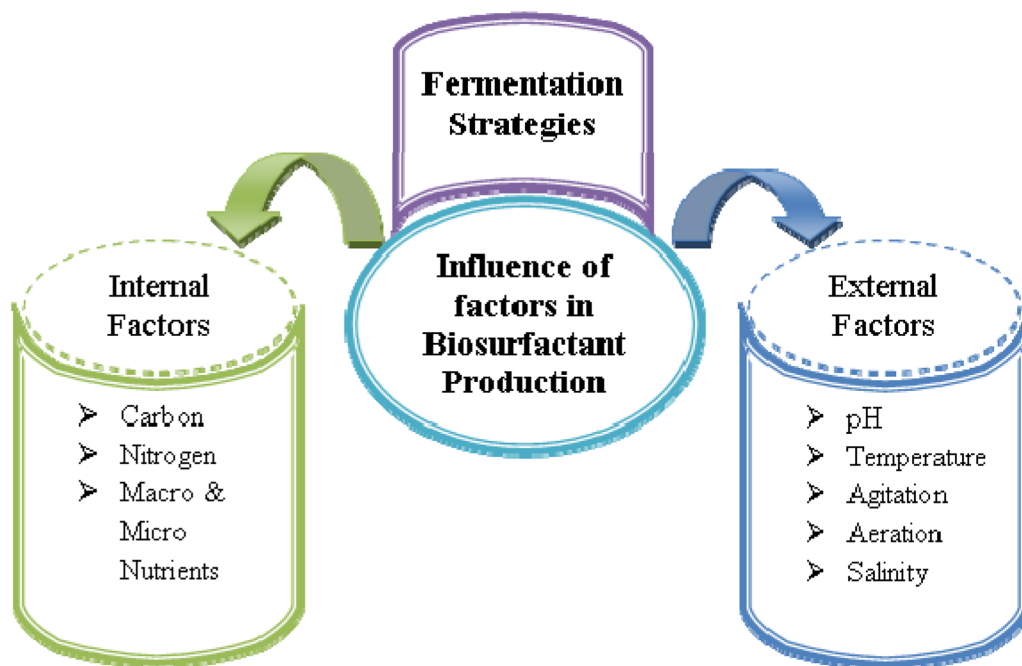 Fermentation
Strategies
Influence of
factors in
Biosurfactant
Production
Internal
Factors
➢ Carbon
➢ Nitrogen
➢ Macro &
Micro
Nutrients
External
Factors
➢ pH
➢ Temperature
➢ Agitation
➢ Aeration
➢ Salinity